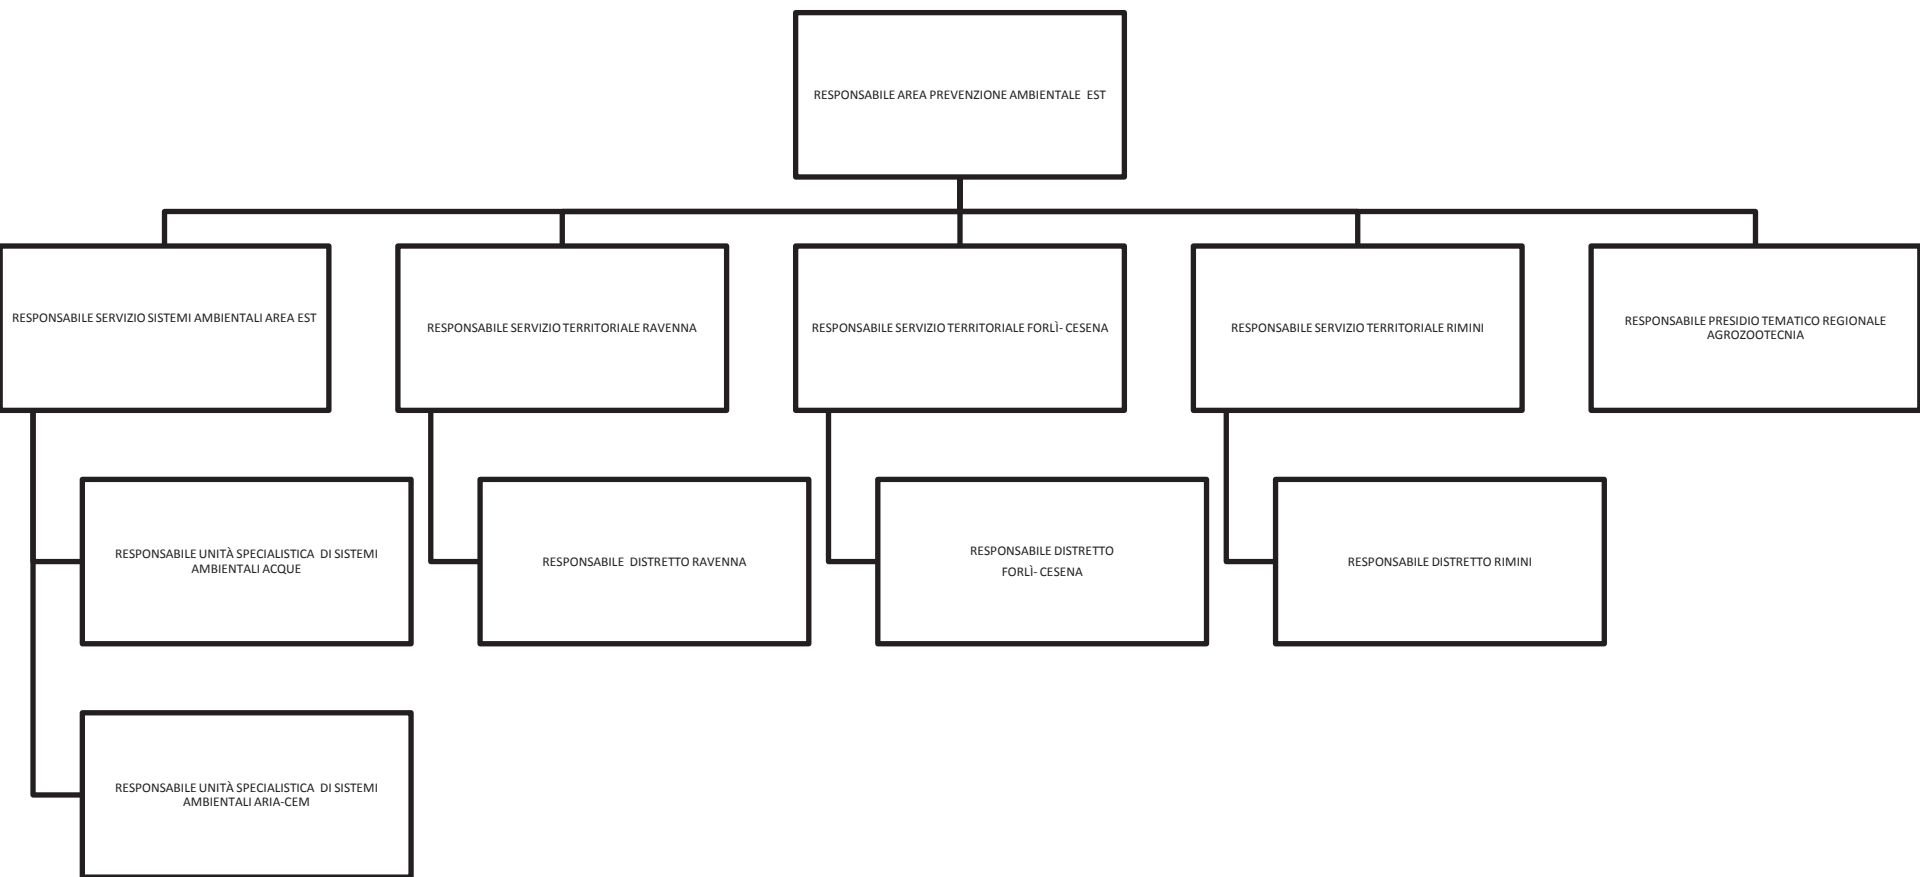 RESPONSABILE AREA PREVENZIONE AMBIENTALE EST
RESPONSABILE SERVIZIO SISTEMI AMBIENTALI AREA EST
RESPONSABILE SERVIZIO TERRITORIALE RAVENNA
RESPONSABILE SERVIZIO TERRITORIALE FORLÌ- CESENA
RESPONSABILE SERVIZIO TERRITORIALE RIMINI
RESPONSABILE PRESIDIO TEMATICO REGIONALE
AGROZOOTECNIA
RESPONSABILE UNITÀ SPECIALISTICA DI SISTEMI
AMBIENTALI ACQUE
RESPONSABILE DISTRETTO RAVENNA
RESPONSABILE DISTRETTO
FORLÌ- CESENA
RESPONSABILE DISTRETTO RIMINI
RESPONSABILE UNITÀ SPECIALISTICA DI SISTEMI
AMBIENTALI ARIA-CEM